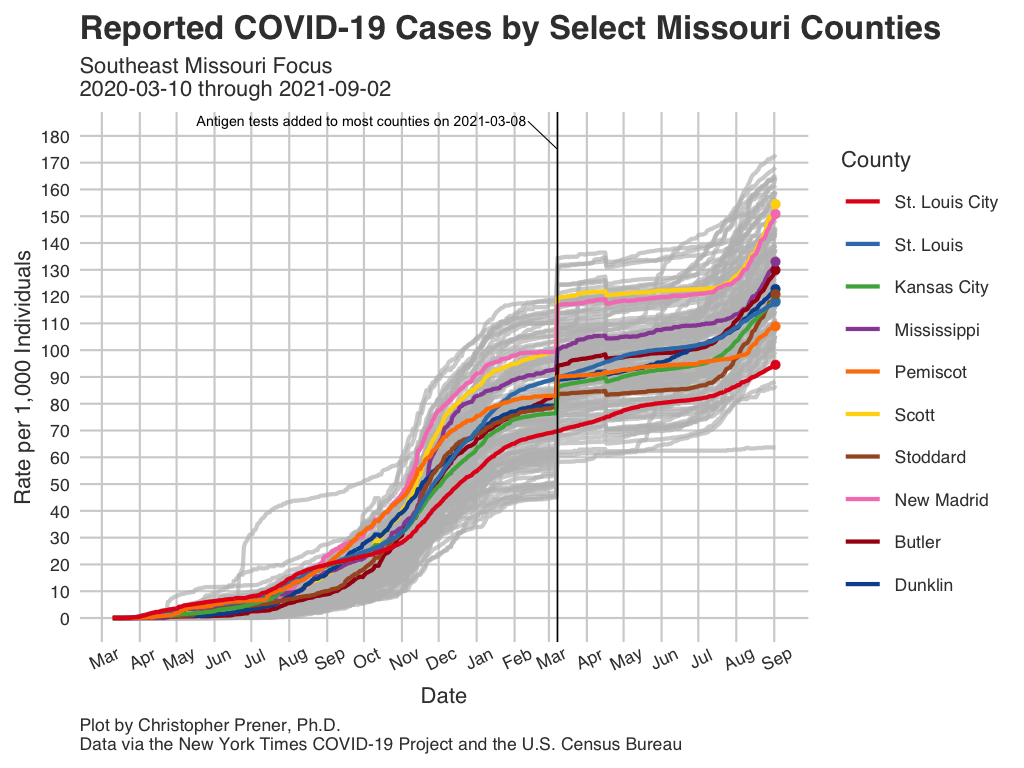 Reported COVID-19 Cases by Select Missouri Counties
Southeast Missouri Focus
2020-03-10 through 2021-09-02
Antigen tests added to most counties on 2021-03-08
180
170
160
150
140
130
120
110
100
90
80
70
60
50
40
30
20
10
0
Rate per 1,000 Individuals
Mar Apr May Jun Jul Aug Sep Oct Nov Dec Jan Feb Mar Apr May Jun Jul Aug Sep
Date
County
St. Louis City
St. Louis
Kansas City
Mississippi
Pemiscot
Scott
Stoddard
New Madrid
Butler
Dunklin
Plot by Christopher Prener, Ph.D.
Data via the New York Times COVID-19 Project and the U.S. Census Bureau